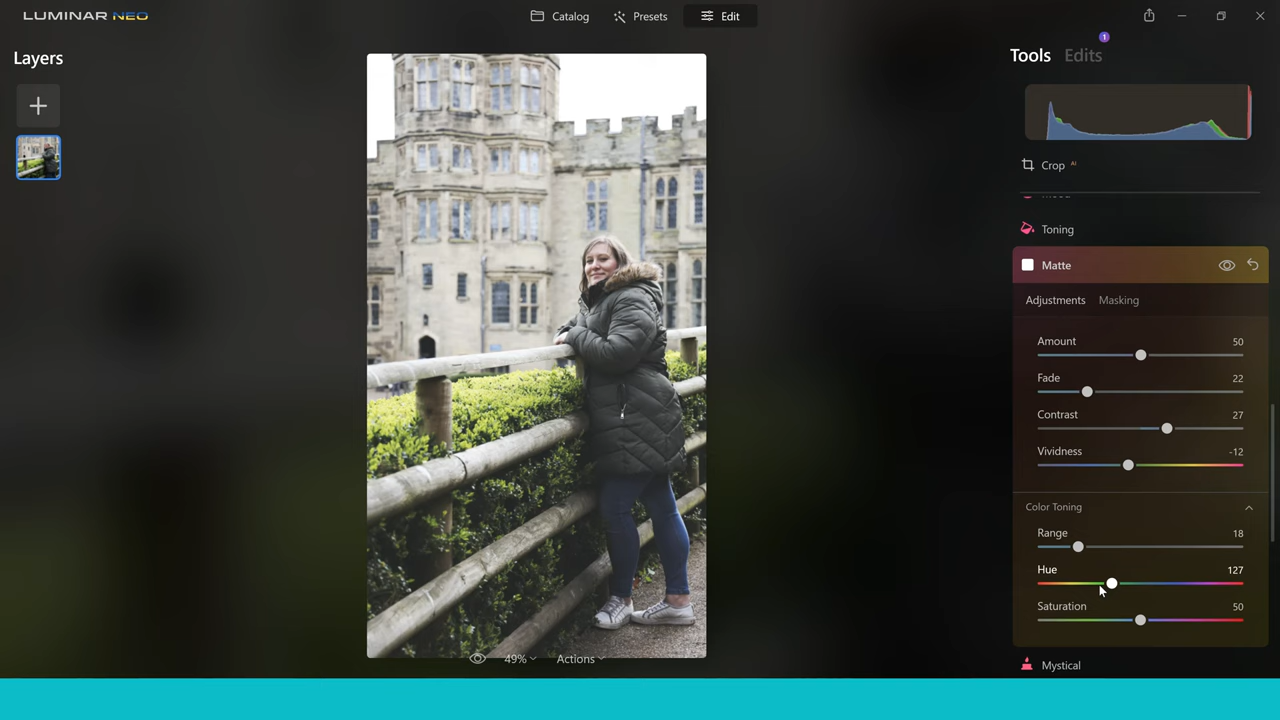 LUMINAR NEO
Catalog
Presets
Edit
Layers
Tools
Edits
1
Crop AI
Toning
Matte
Adjustments
Masking
Amount
50
Fade
22
Contrast
27
Vividness
-12
Color Toning
Range
18
Hue
127
Saturation
50
Mystical
49%
Actions